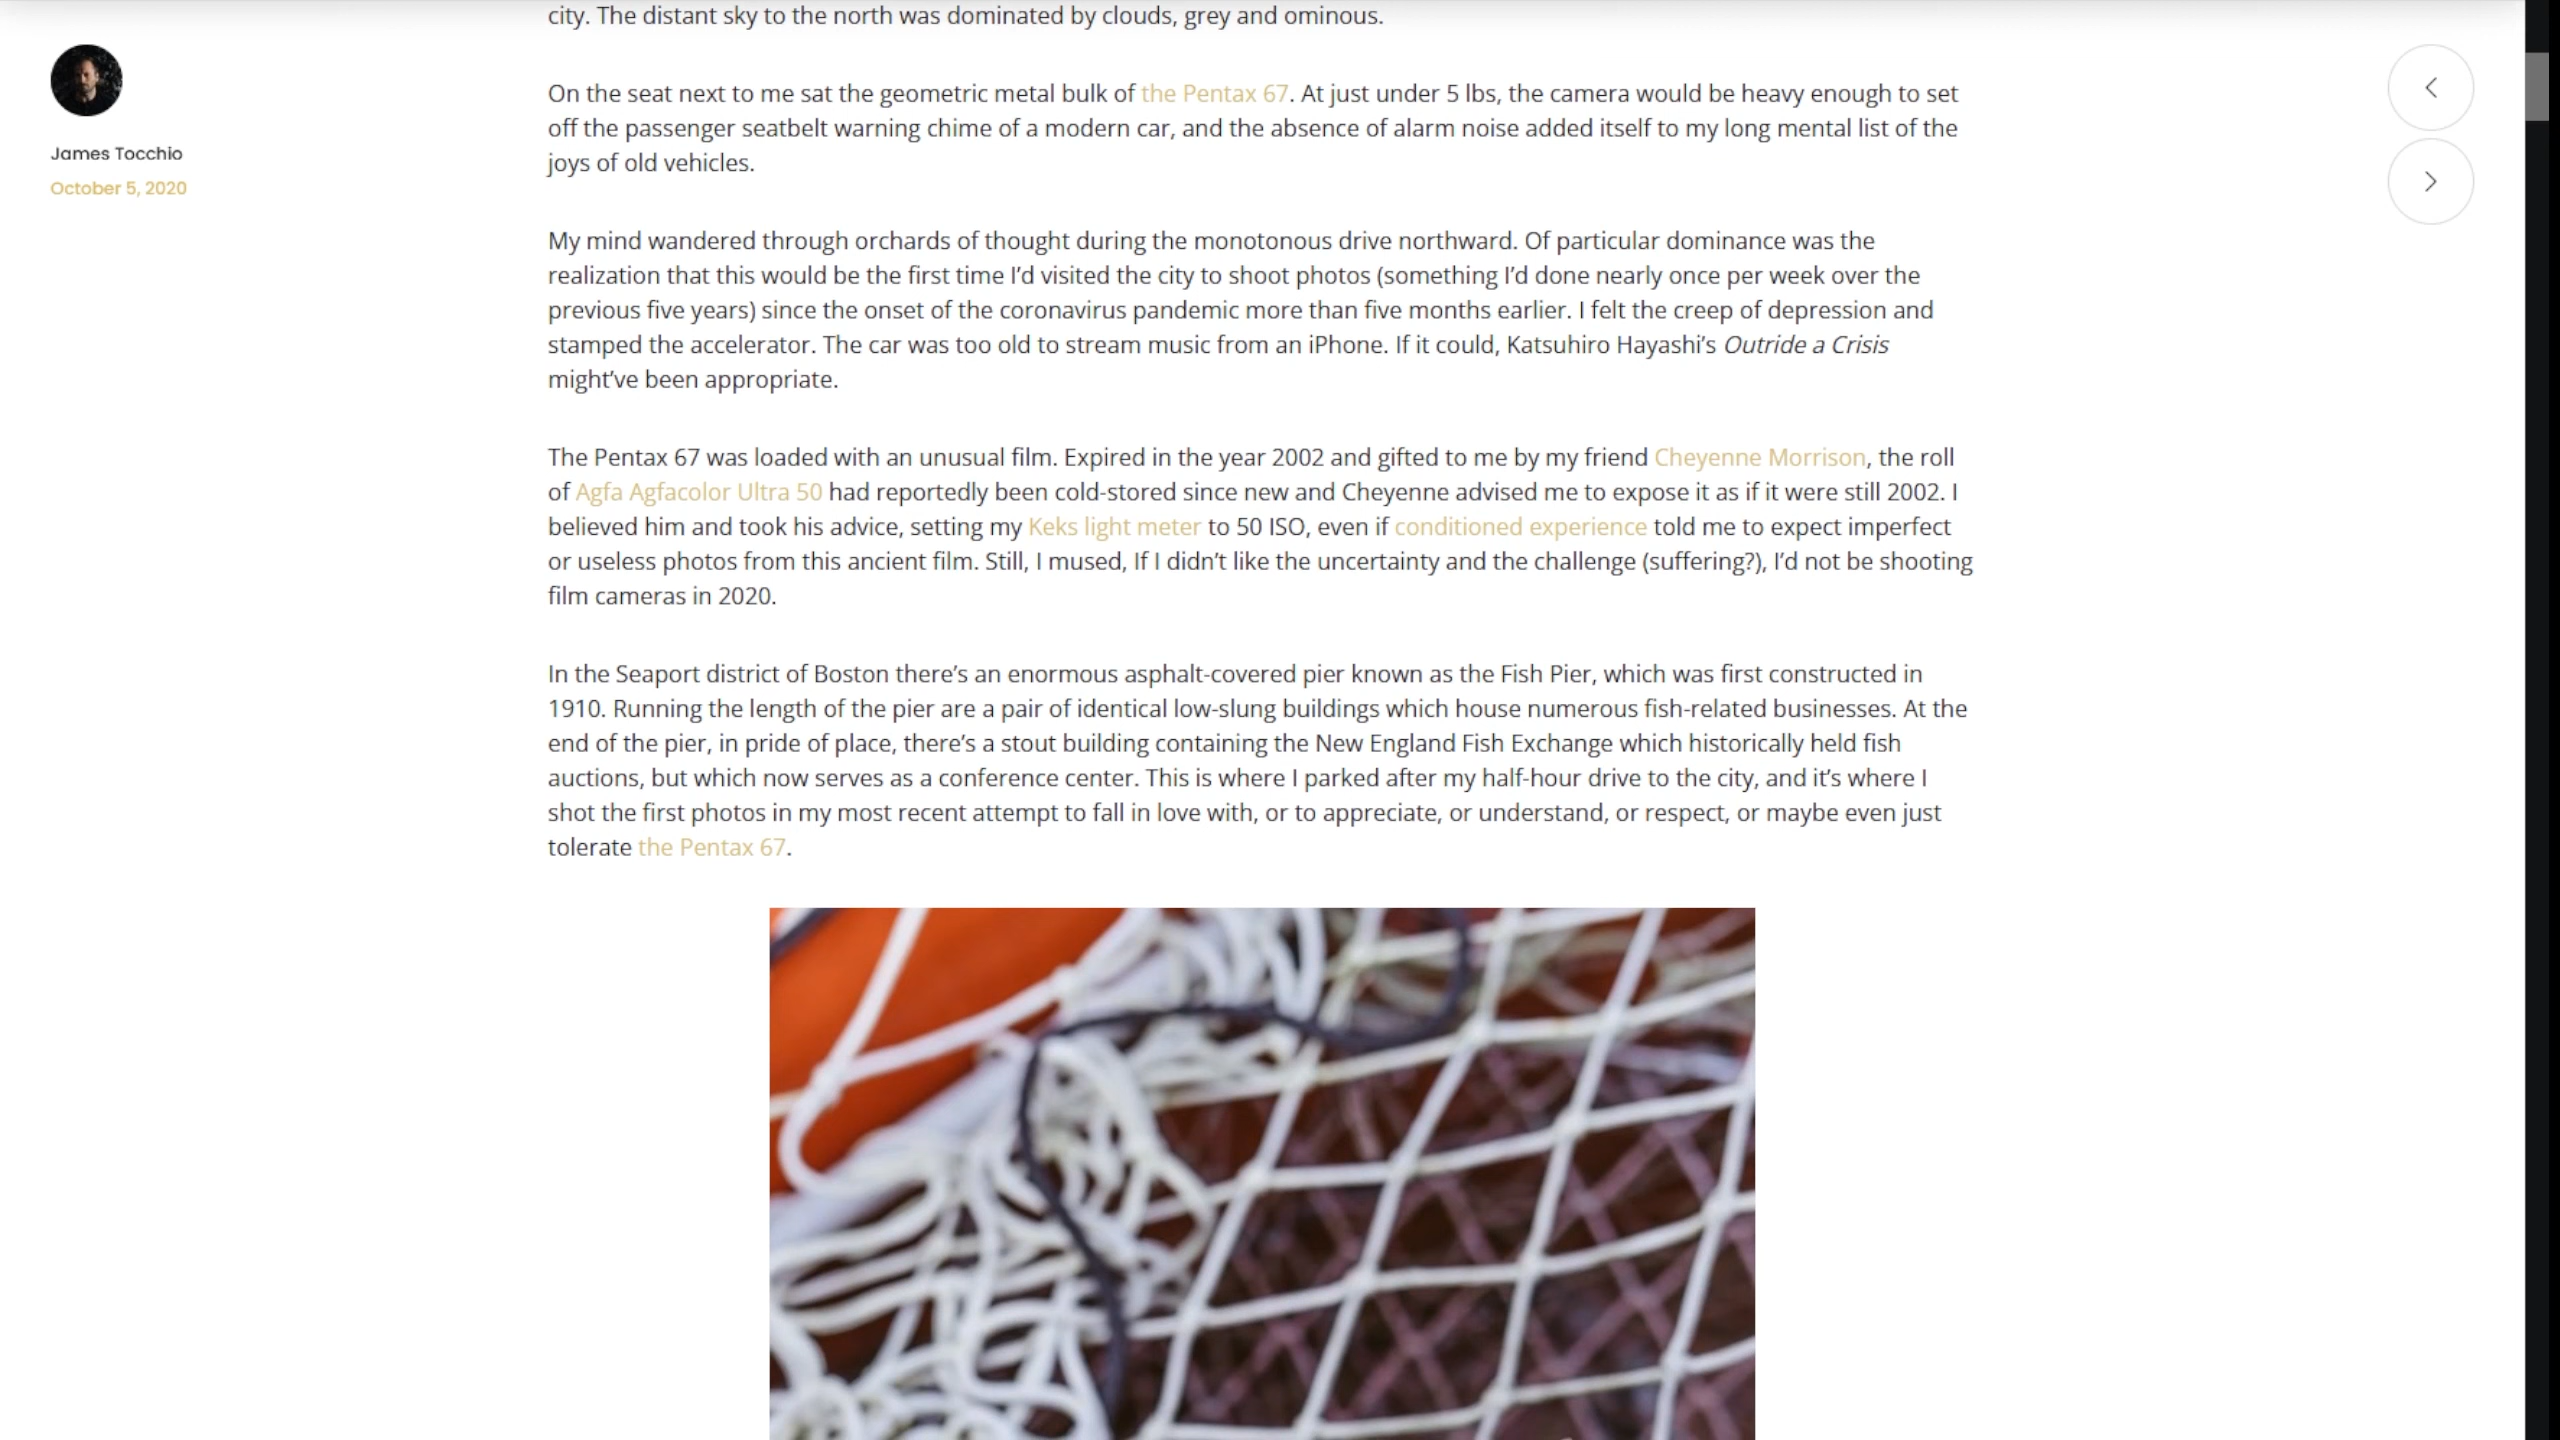 city. The distant sky to the north was dominated by clouds, grey and ominous.
James Tocchio
October 5, 2020
On the seat next to me sat the geometric metal bulk of the Pentax 67. At just under 5 lbs, the camera would be heavy enough to set
off the passenger seatbelt warning chime of a modern car, and the absence of alarm noise added itself to my long mental list of the
joys of old vehicles.
My mind wandered through orchards of thought during the monotonous drive northward. Of particular dominance was the
realization that this would be the first time I’d visited the city to shoot photos (something I’d done nearly once per week over the
previous five years) since the onset of the coronavirus pandemic more than five months earlier. I felt the creep of depression and
stamped the accelerator. The car was too old to stream music from an iPhone. If it could, Katsuhiro Hayashi’s Outride a Crisis
might’ve been appropriate.
The Pentax 67 was loaded with an unusual film. Expired in the year 2002 and gifted to me by my friend Cheyenne Morrison, the roll
of Agfa Agfacolor Ultra 50 had reportedly been cold-stored since new and Cheyenne advised me to expose it as if it were still 2002. I
believed him and took his advice, setting my Keks light meter to 50 ISO, even if conditioned experience told me to expect imperfect
or useless photos from this ancient film. Still, I mused, If I didn’t like the uncertainty and the challenge (suffering?), I’d not be shooting
film cameras in 2020.
In the Seaport district of Boston there’s an enormous asphalt-covered pier known as the Fish Pier, which was first constructed in
1910. Running the length of the pier are a pair of identical low-slung buildings which house numerous fish-related businesses. At the
end of the pier, in pride of place, there’s a stout building containing the New England Fish Exchange which historically held fish
auctions, but which now serves as a conference center. This is where I parked after my half-hour drive to the city, and it’s where I
shot the first photos in my most recent attempt to fall in love with, or to appreciate, or understand, or respect, or maybe even just
tolerate the Pentax 67.